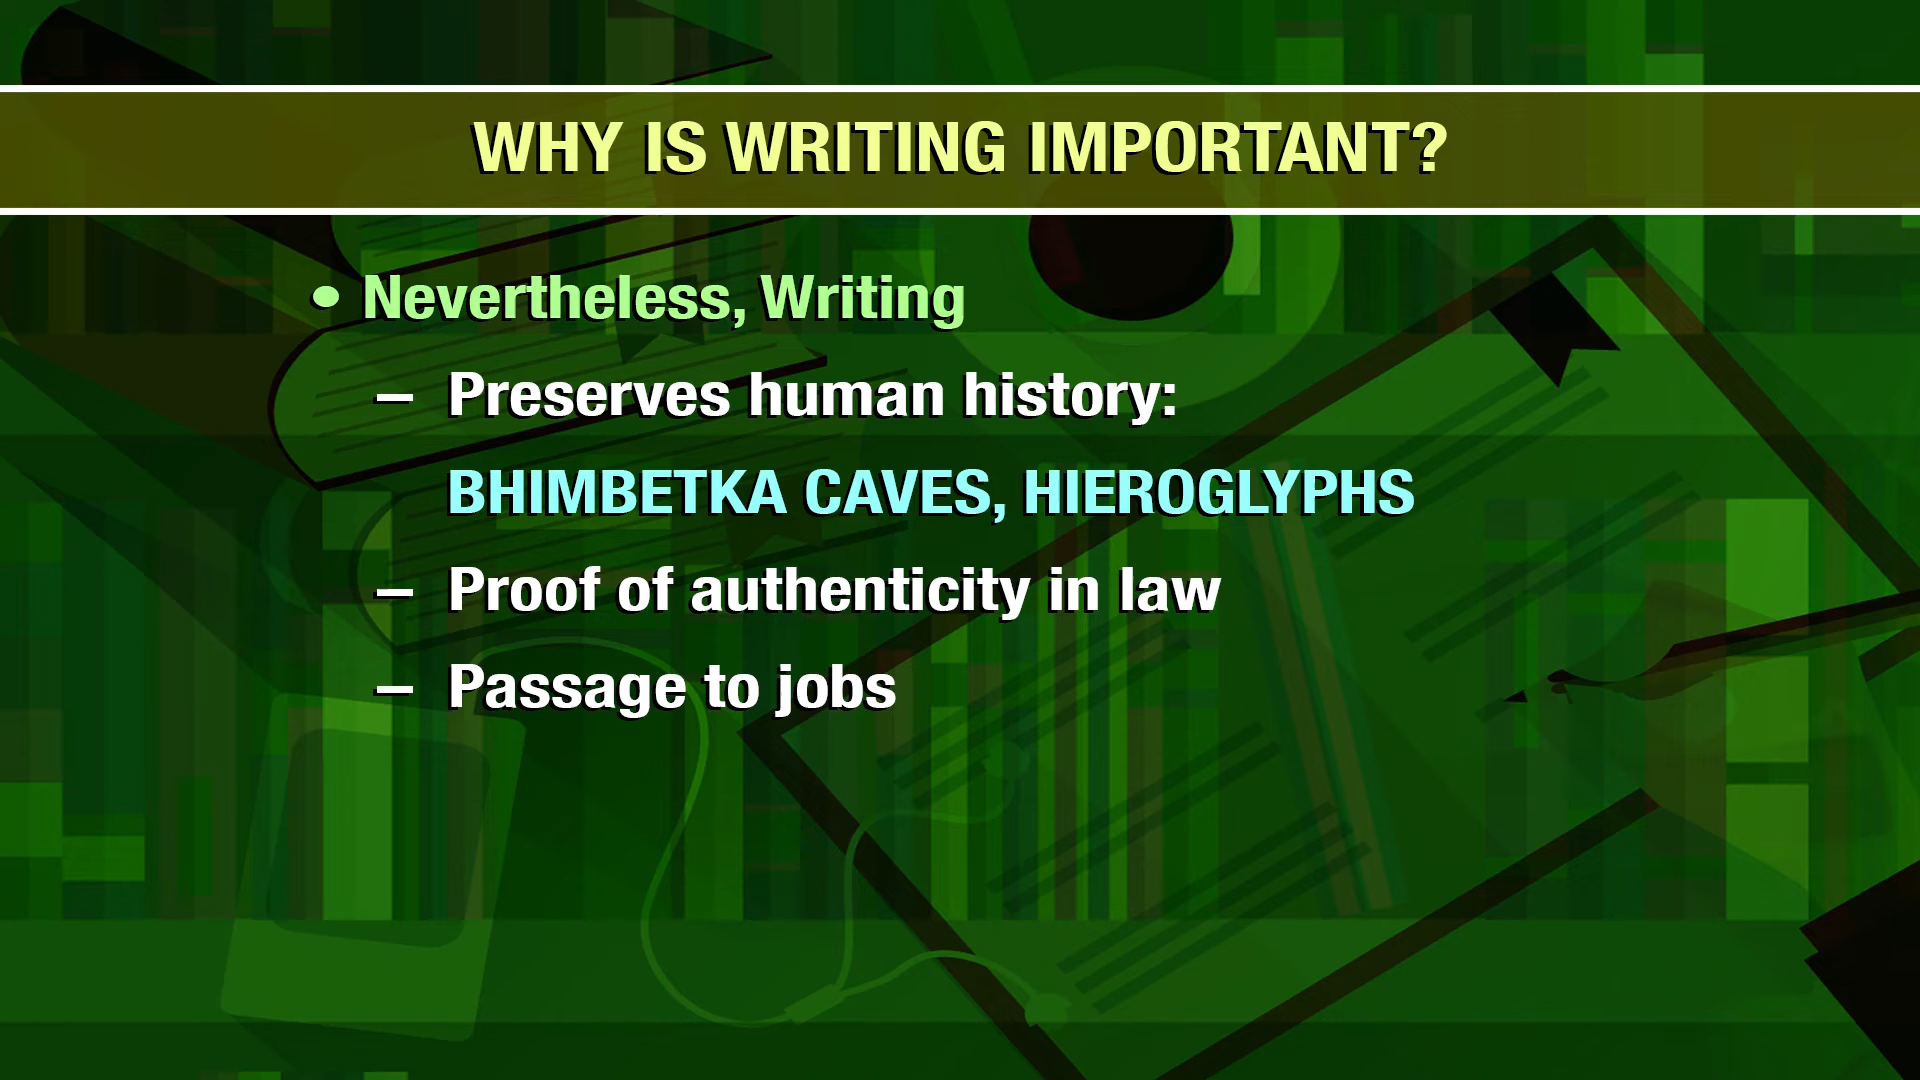 WHY IS WRITING IMPORTANT?
• Nevertheless, Writing
– Preserves human history:
BHIMBETKA CAVES, HIEROGLYPHS
– Proof of authenticity in law
– Passage to jobs